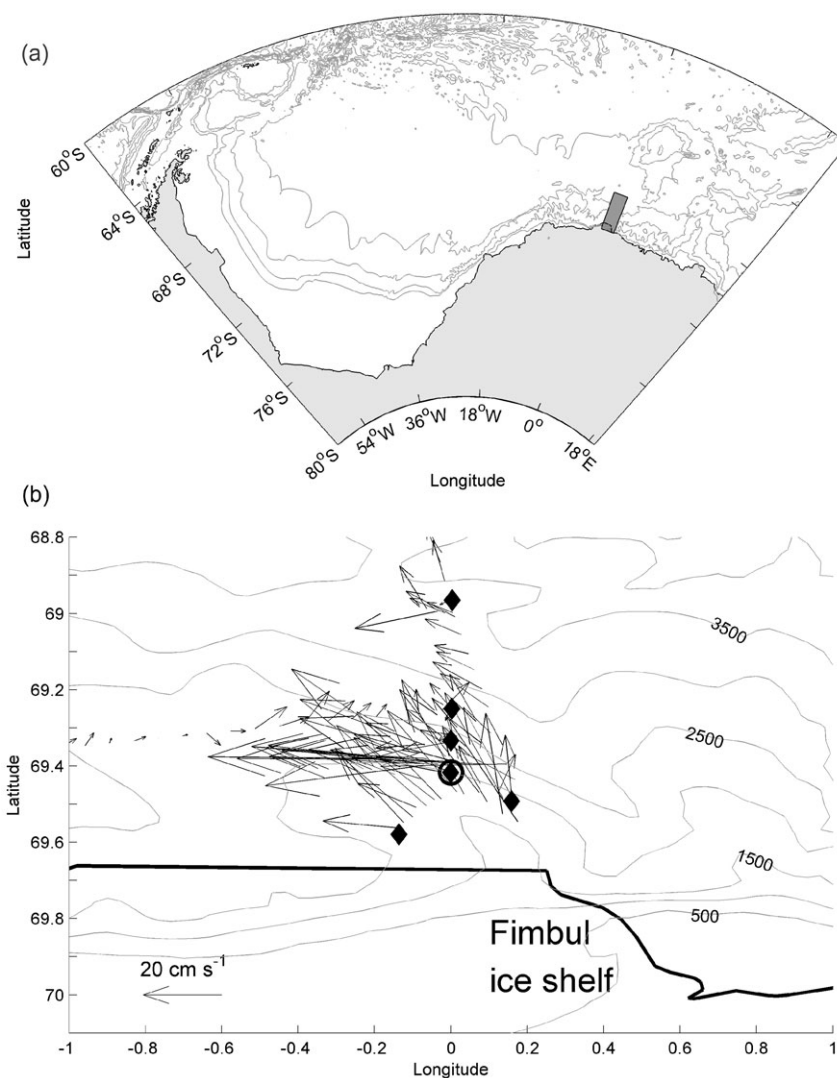 (a)
60°S
64°S
68°S
72°S
76°S
80°S
Latitude
54°W
36°W
18°W
0°
18°E
Longitude
(b)
68.8
69
69.2
69.4
69.6
69.8
70
Latitude
3500
2500
1500
500
Fimbul
ice shelf
20 cm s⁻¹
-1
-0.8
-0.6
-0.4
-0.2
0
0.2
0.4
0.6
0.8
1
Longitude